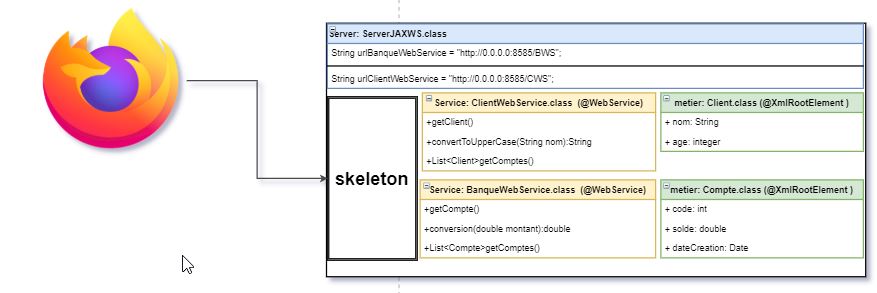 Server: ServerJAXWS.class
String urlBanqueWebService = "http://0.0.0.0:8585/BWS";
String urlClientWebService = "http://0.0.0.0:8585/CWS";
skeleton
Service: ClientWebService.class (@WebService)
+getClient()
+convertToUpperCase(String nom):String
+List<Client>getComptes()
metier: Client.class (@XmlRootElement )
+ nom: String
+ age: integer
Service: BanqueWebService.class (@WebService)
+getCompte()
+conversion(double montant):double
+List<Compte>getComptes()
metier: Compte.class (@XmlRootElement )
+ code: int
+ solde: double
+ dateCreation: Date